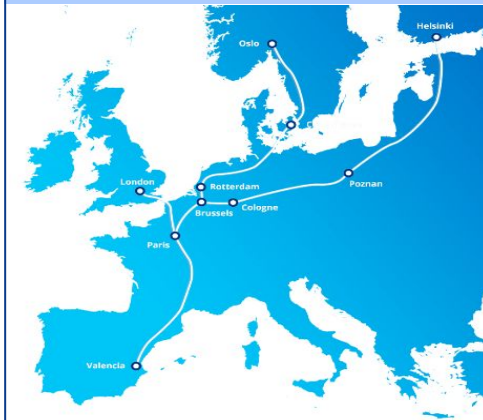 Helsinki
Oslo
London
Rotterdam
Poznan
Brussels
Cologne
Paris
Valencia